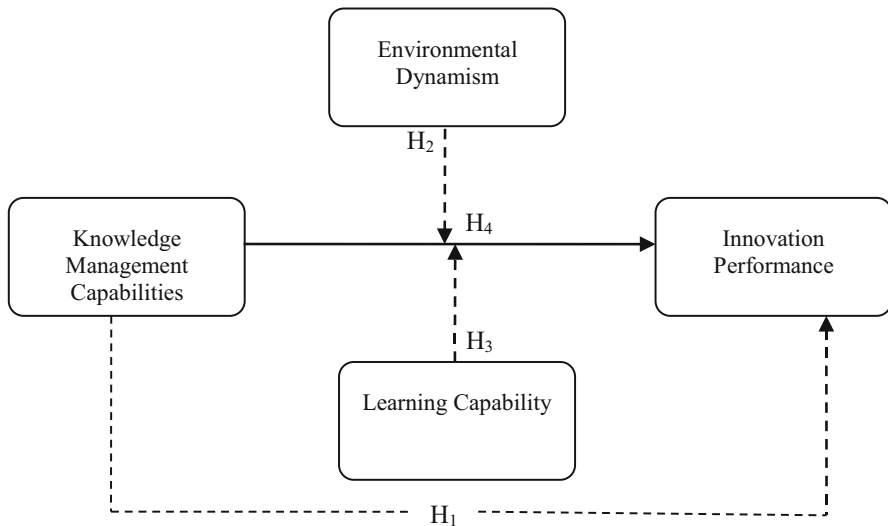 Environmental
Dynamism
H₂
Knowledge
Management
Capabilities
H₄
Innovation
Performance
H₃
Learning Capability
H₁